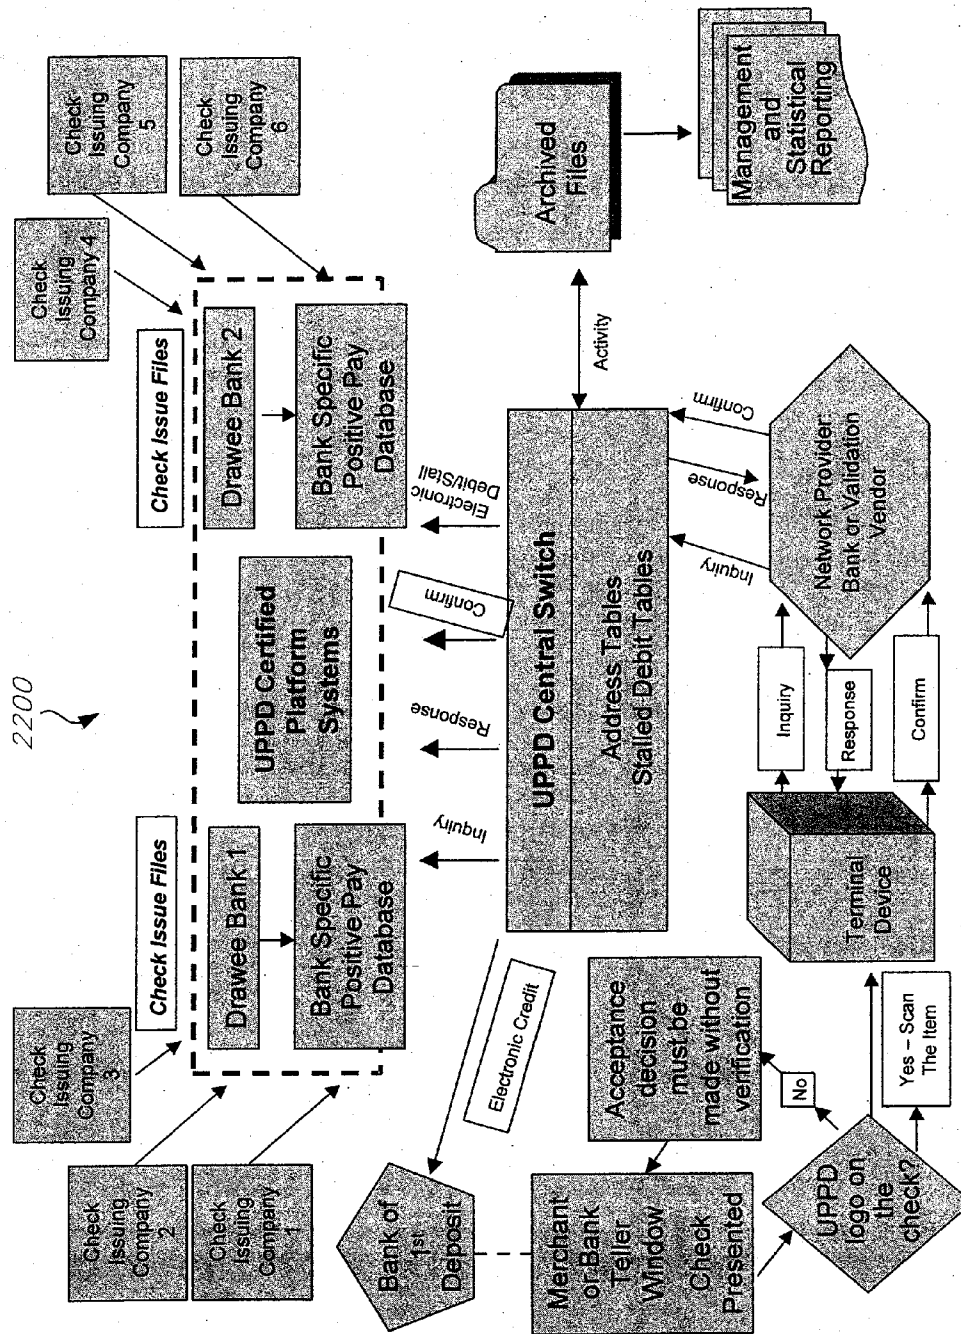 2200
Check
Issuing
Company
3
Check
Issuing
Company 4
Check
Issuing
Company
2
Check
Issuing
Company
1
Check
Issuing
Company
5
Check
Issuing
Company
6
Check Issue Files
Check Issue Files
Drawee Bank 1
Bank Specific
Positive Pay
Database
UPPD Certified
Platform
Systems
Drawee Bank 2
Bank Specific
Positive Pay
Database
Inquiry
Response
Confirm
Electronic
Debit/Stall
Bank of
1st
Deposit
Electronic Credit
UPPD Central Switch
Address Tables
Stalled Debit Tables
Activity
Archived
Files
Management
and
Statistical
Reporting
Merchant
or Bank
Teller
Window
Check
Presented
Acceptance
decision
must be
made without
verification
No
UPPD
logo on
the
check?
Yes – Scan
The Item
Terminal
Device
Inquiry
Response
Confirm
Inquiry
Response
Confirm
Network Provider:
Bank or Validation
Vendor